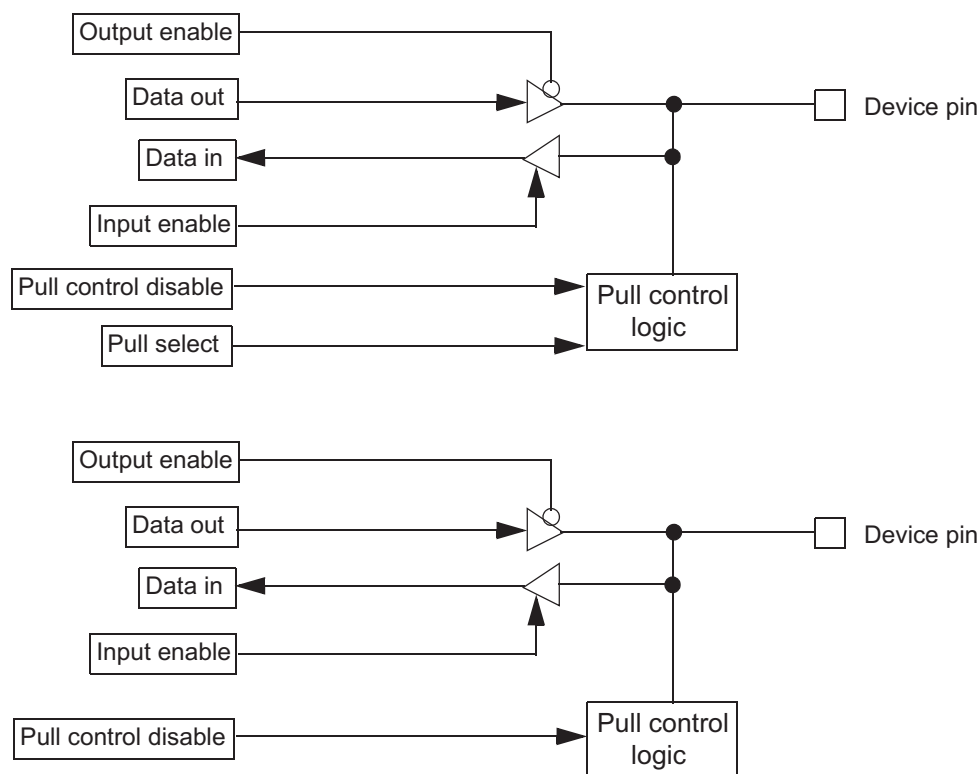 Output enable
Data out
Device pin
Data in
Input enable
Pull control disable
Pull control
logic
Pull select
Output enable
Data out
Device pin
Data in
Input enable
Pull control disable
Pull control
logic